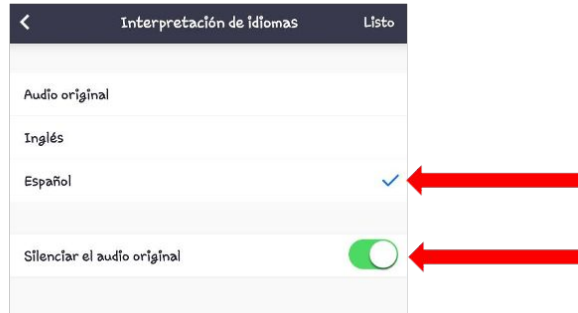 Interpretación de idiomas Listo
Audio original
Inglés
Español
Silenciar el audio original